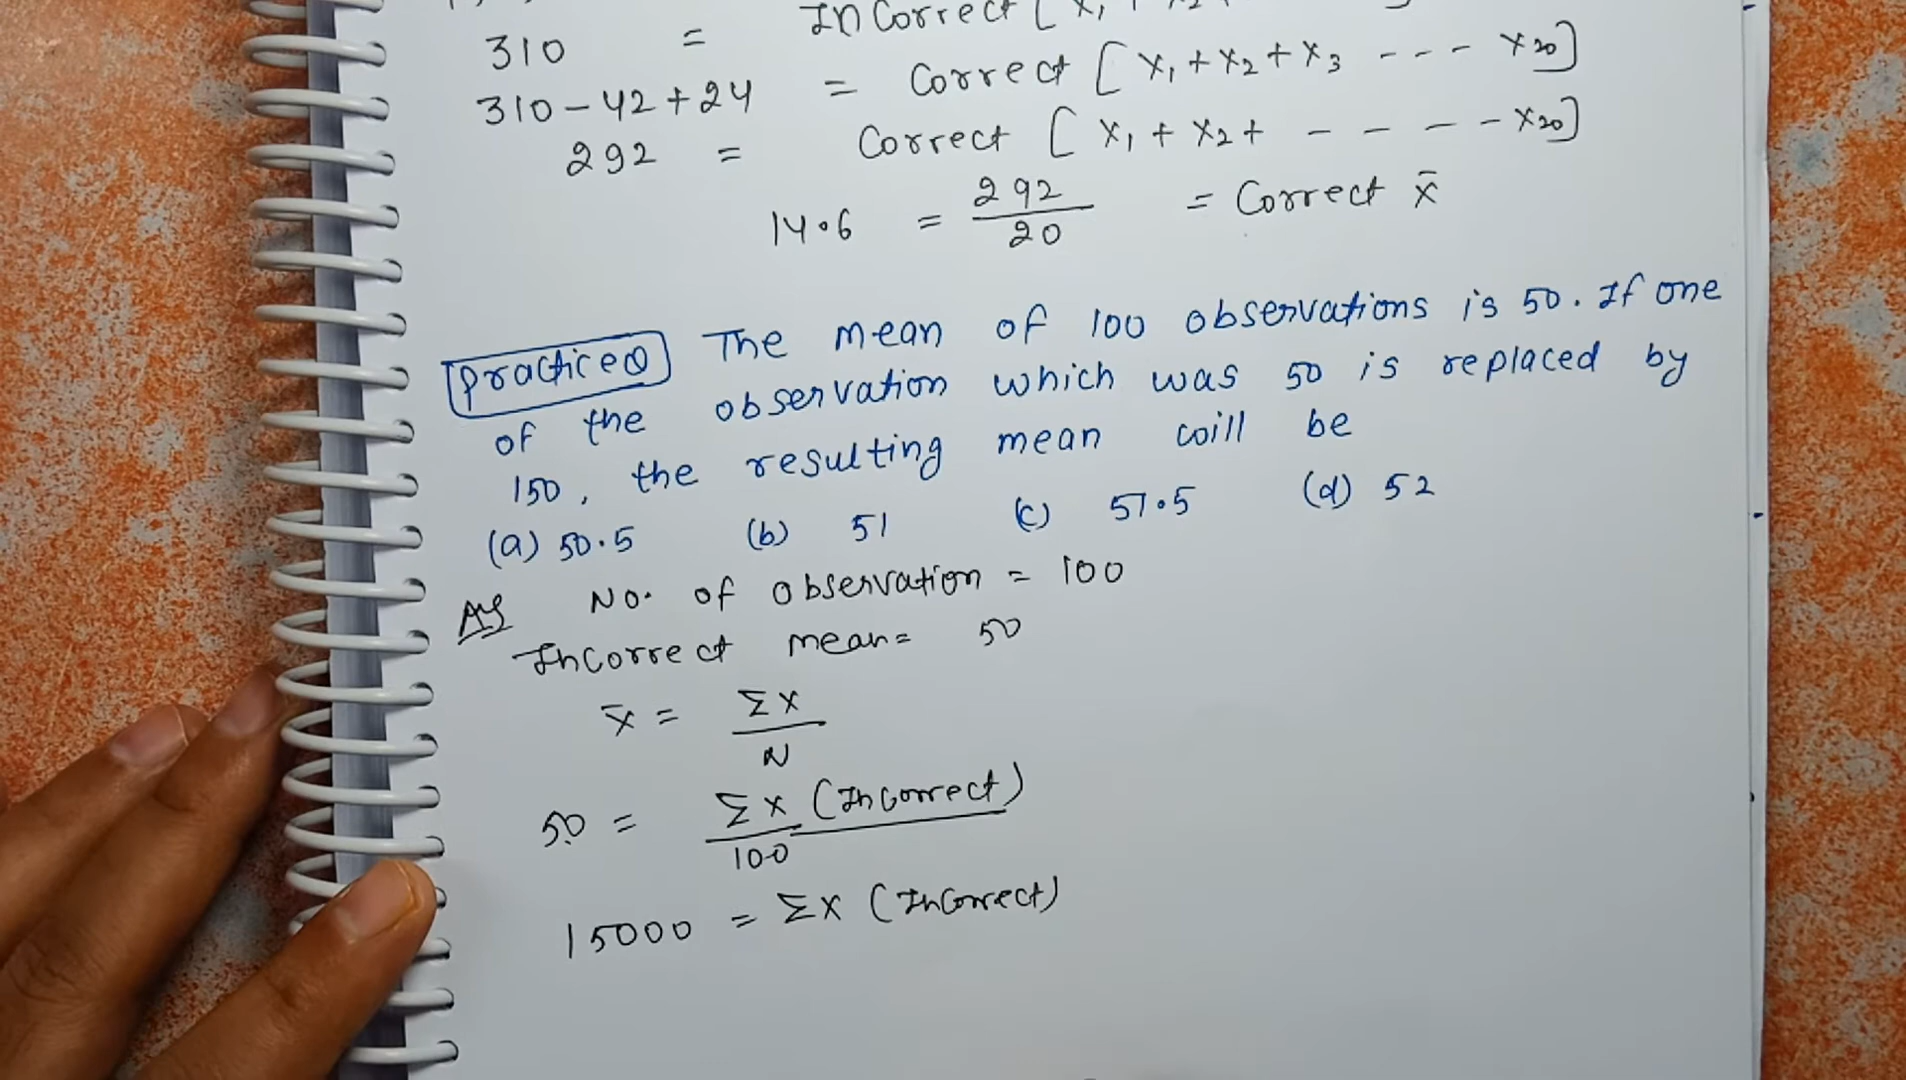 310 = InCorrect [x₁ +
310 - 42 + 24 = Correct [x₁ + x₂ + x₃ - - - x₂₀]
292 = Correct [x₁ + x₂ + - - - - x₂₀]
14.6 = 292/20 = Correct x̄
Practice Q The mean of 100 observations is 50. If one
of the observation which was 50 is replaced by
150, the resulting mean will be
(a) 50.5 (b) 51 (c) 51.5 (d) 52
No. of observation = 100
Incorrect mean = 50
x̄ = Σx/N
50 = Σx (Incorrect)/100
15000 = Σx (Incorrect)